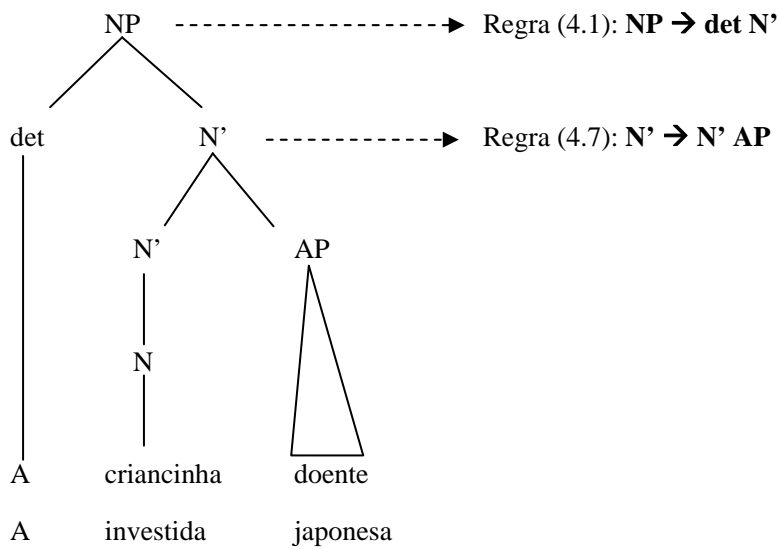 NP Regra (4.1): NP → det N’
det N’ Regra (4.7): N’ → N’ AP
N’ AP
N
A criancinha doente
A investida japonesa